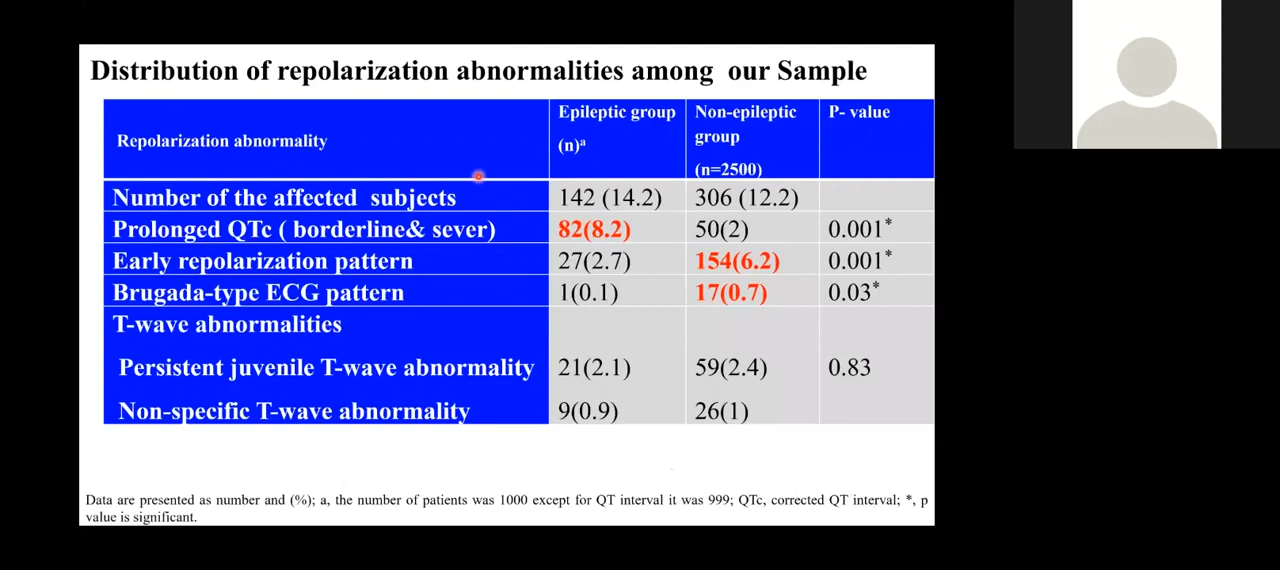 Distribution of repolarization abnormalities among our Sample
Repolarization abnormality
Epileptic group
(n)ª
Non-epileptic
group
(n=2500)
P- value
Number of the affected subjects 142 (14.2) 306 (12.2)
Prolonged QTc ( borderline& sever) 82(8.2) 50(2) 0.001*
Early repolarization pattern 27(2.7) 154(6.2) 0.001*
Brugada-type ECG pattern 1(0.1) 17(0.7) 0.03*
T-wave abnormalities
Persistent juvenile T-wave abnormality 21(2.1) 59(2.4) 0.83
Non-specific T-wave abnormality 9(0.9) 26(1)
Data are presented as number and (%); a, the number of patients was 1000 except for QT interval it was 999; QTc, corrected QT interval; *, p
value is significant.